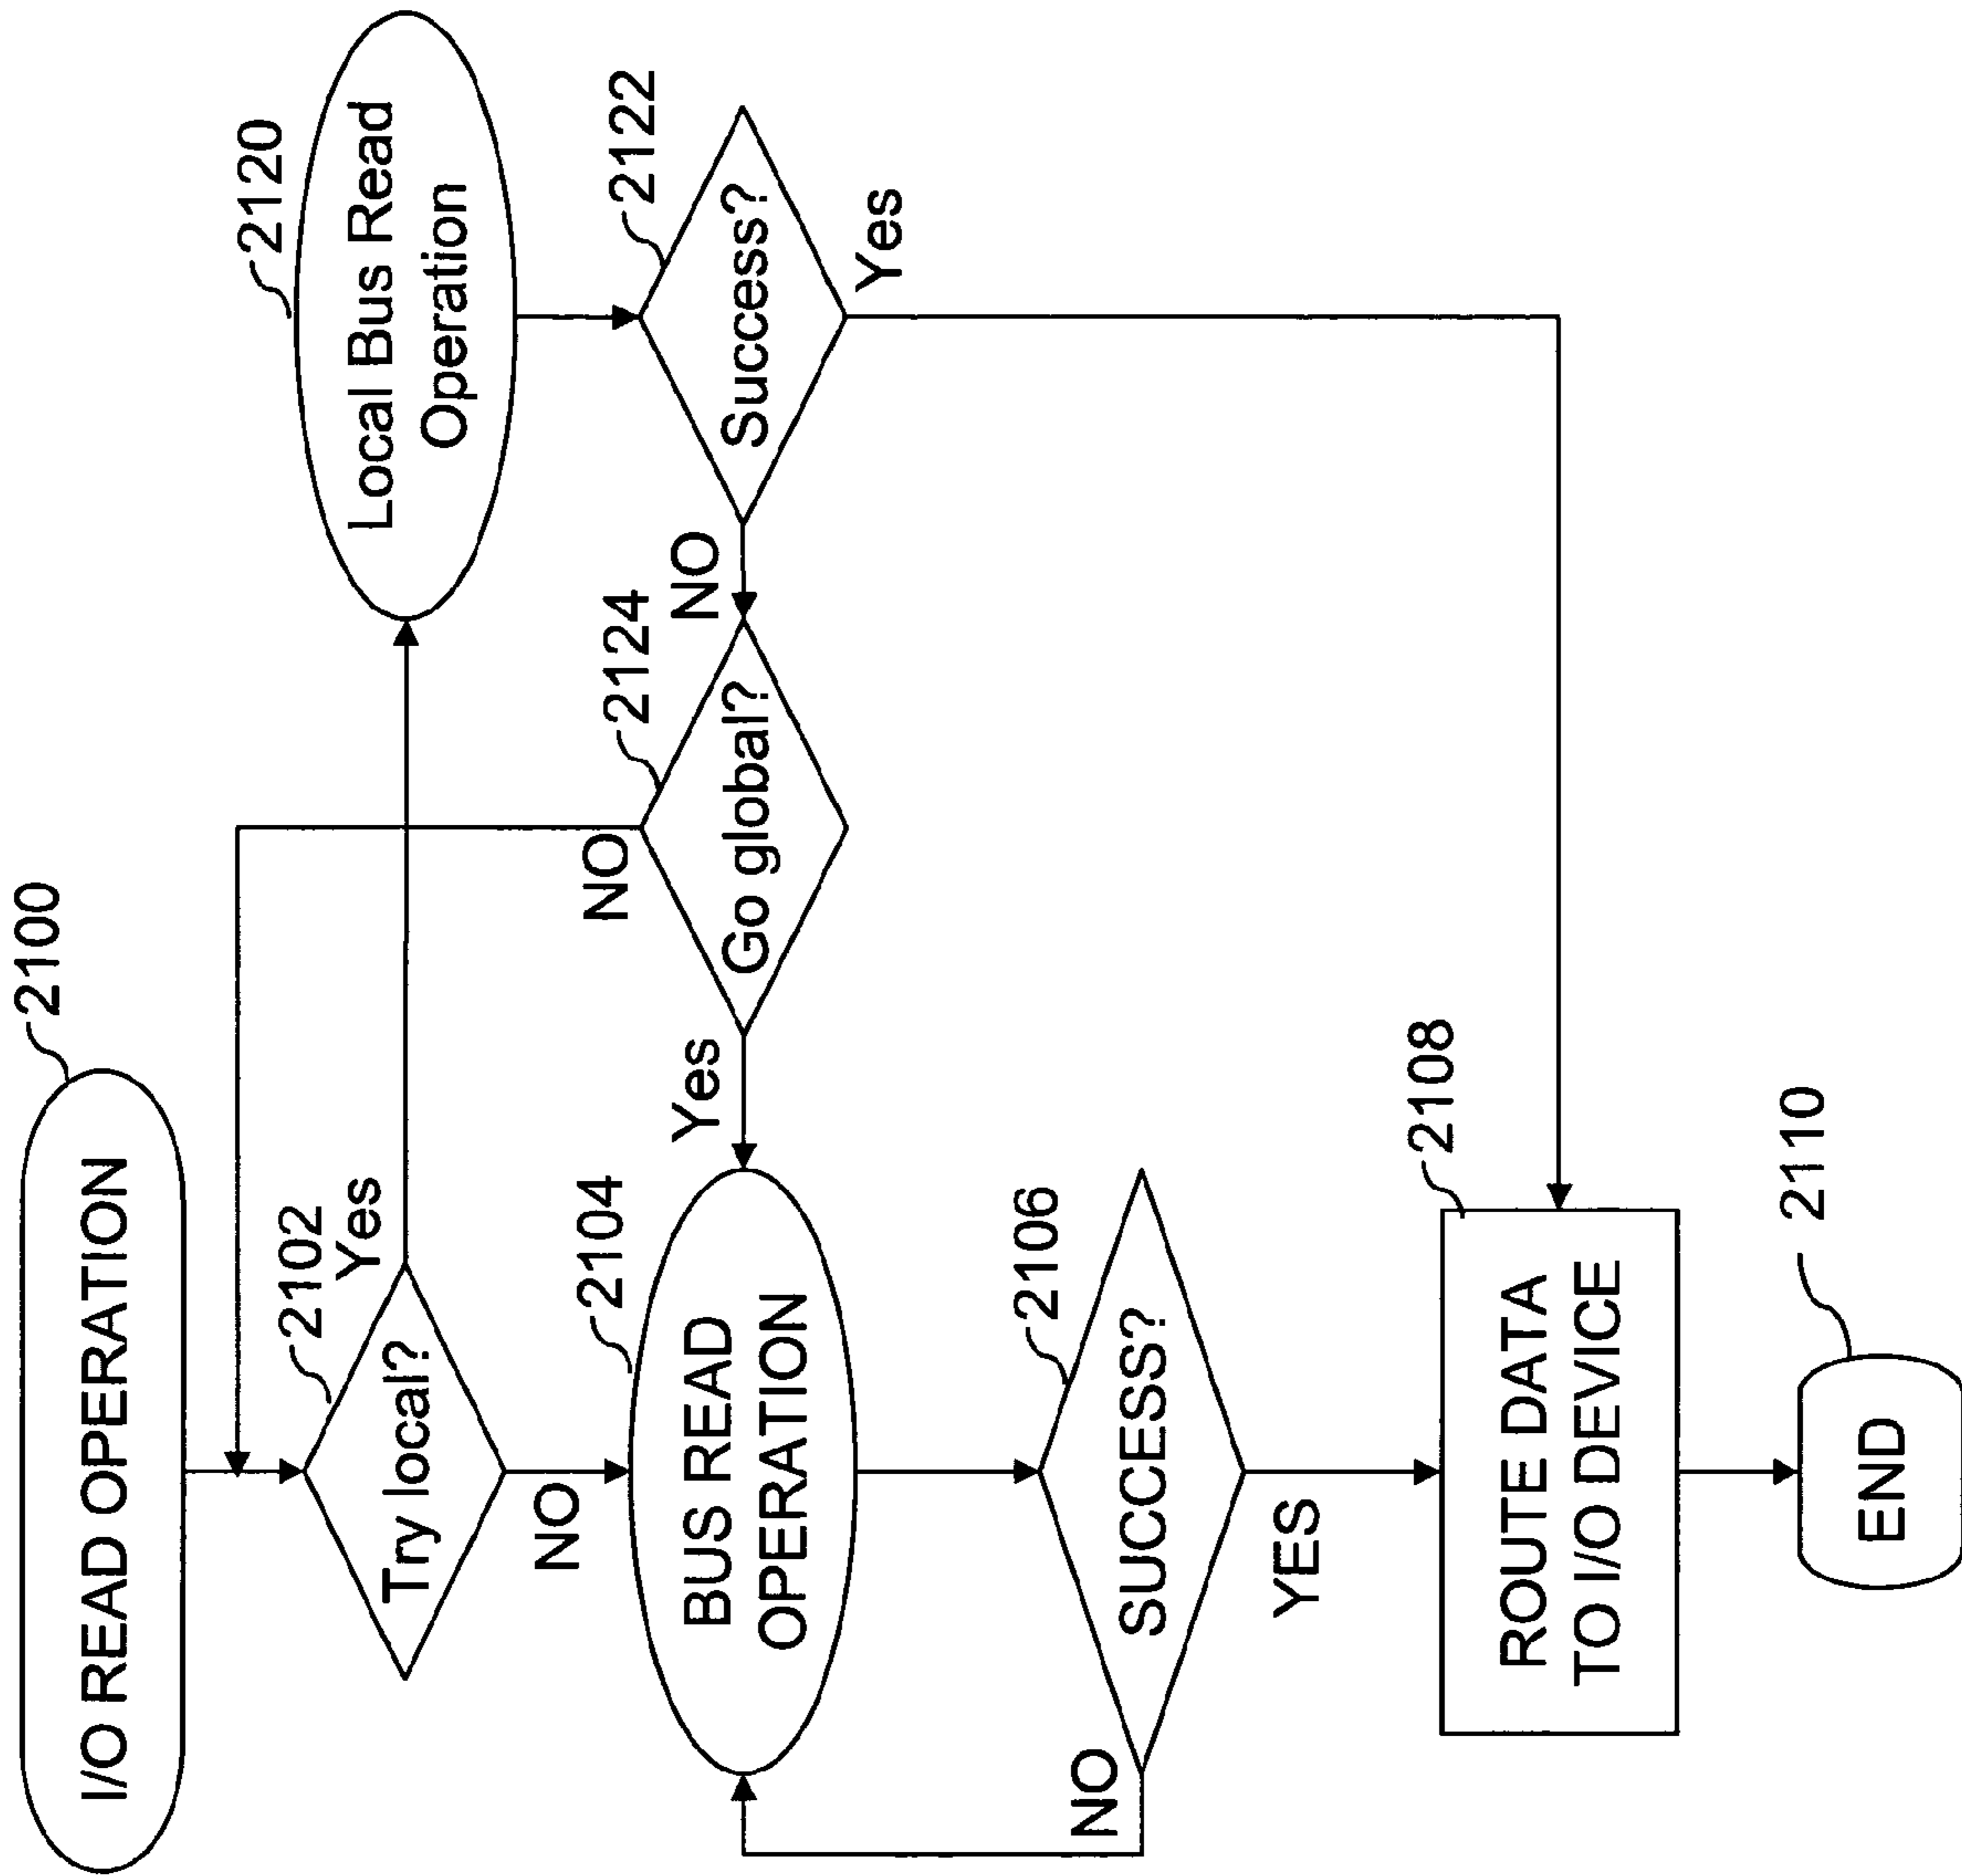 2100
I/O READ OPERATION
2102
Try local?
Yes
NO
2120
Local Bus Read
Operation
2122
Success?
Yes
NO
2124
Go global?
NO
Yes
2104
BUS READ
OPERATION
2106
SUCCESS?
NO
YES
2108
ROUTE DATA
TO I/O DEVICE
2110
END